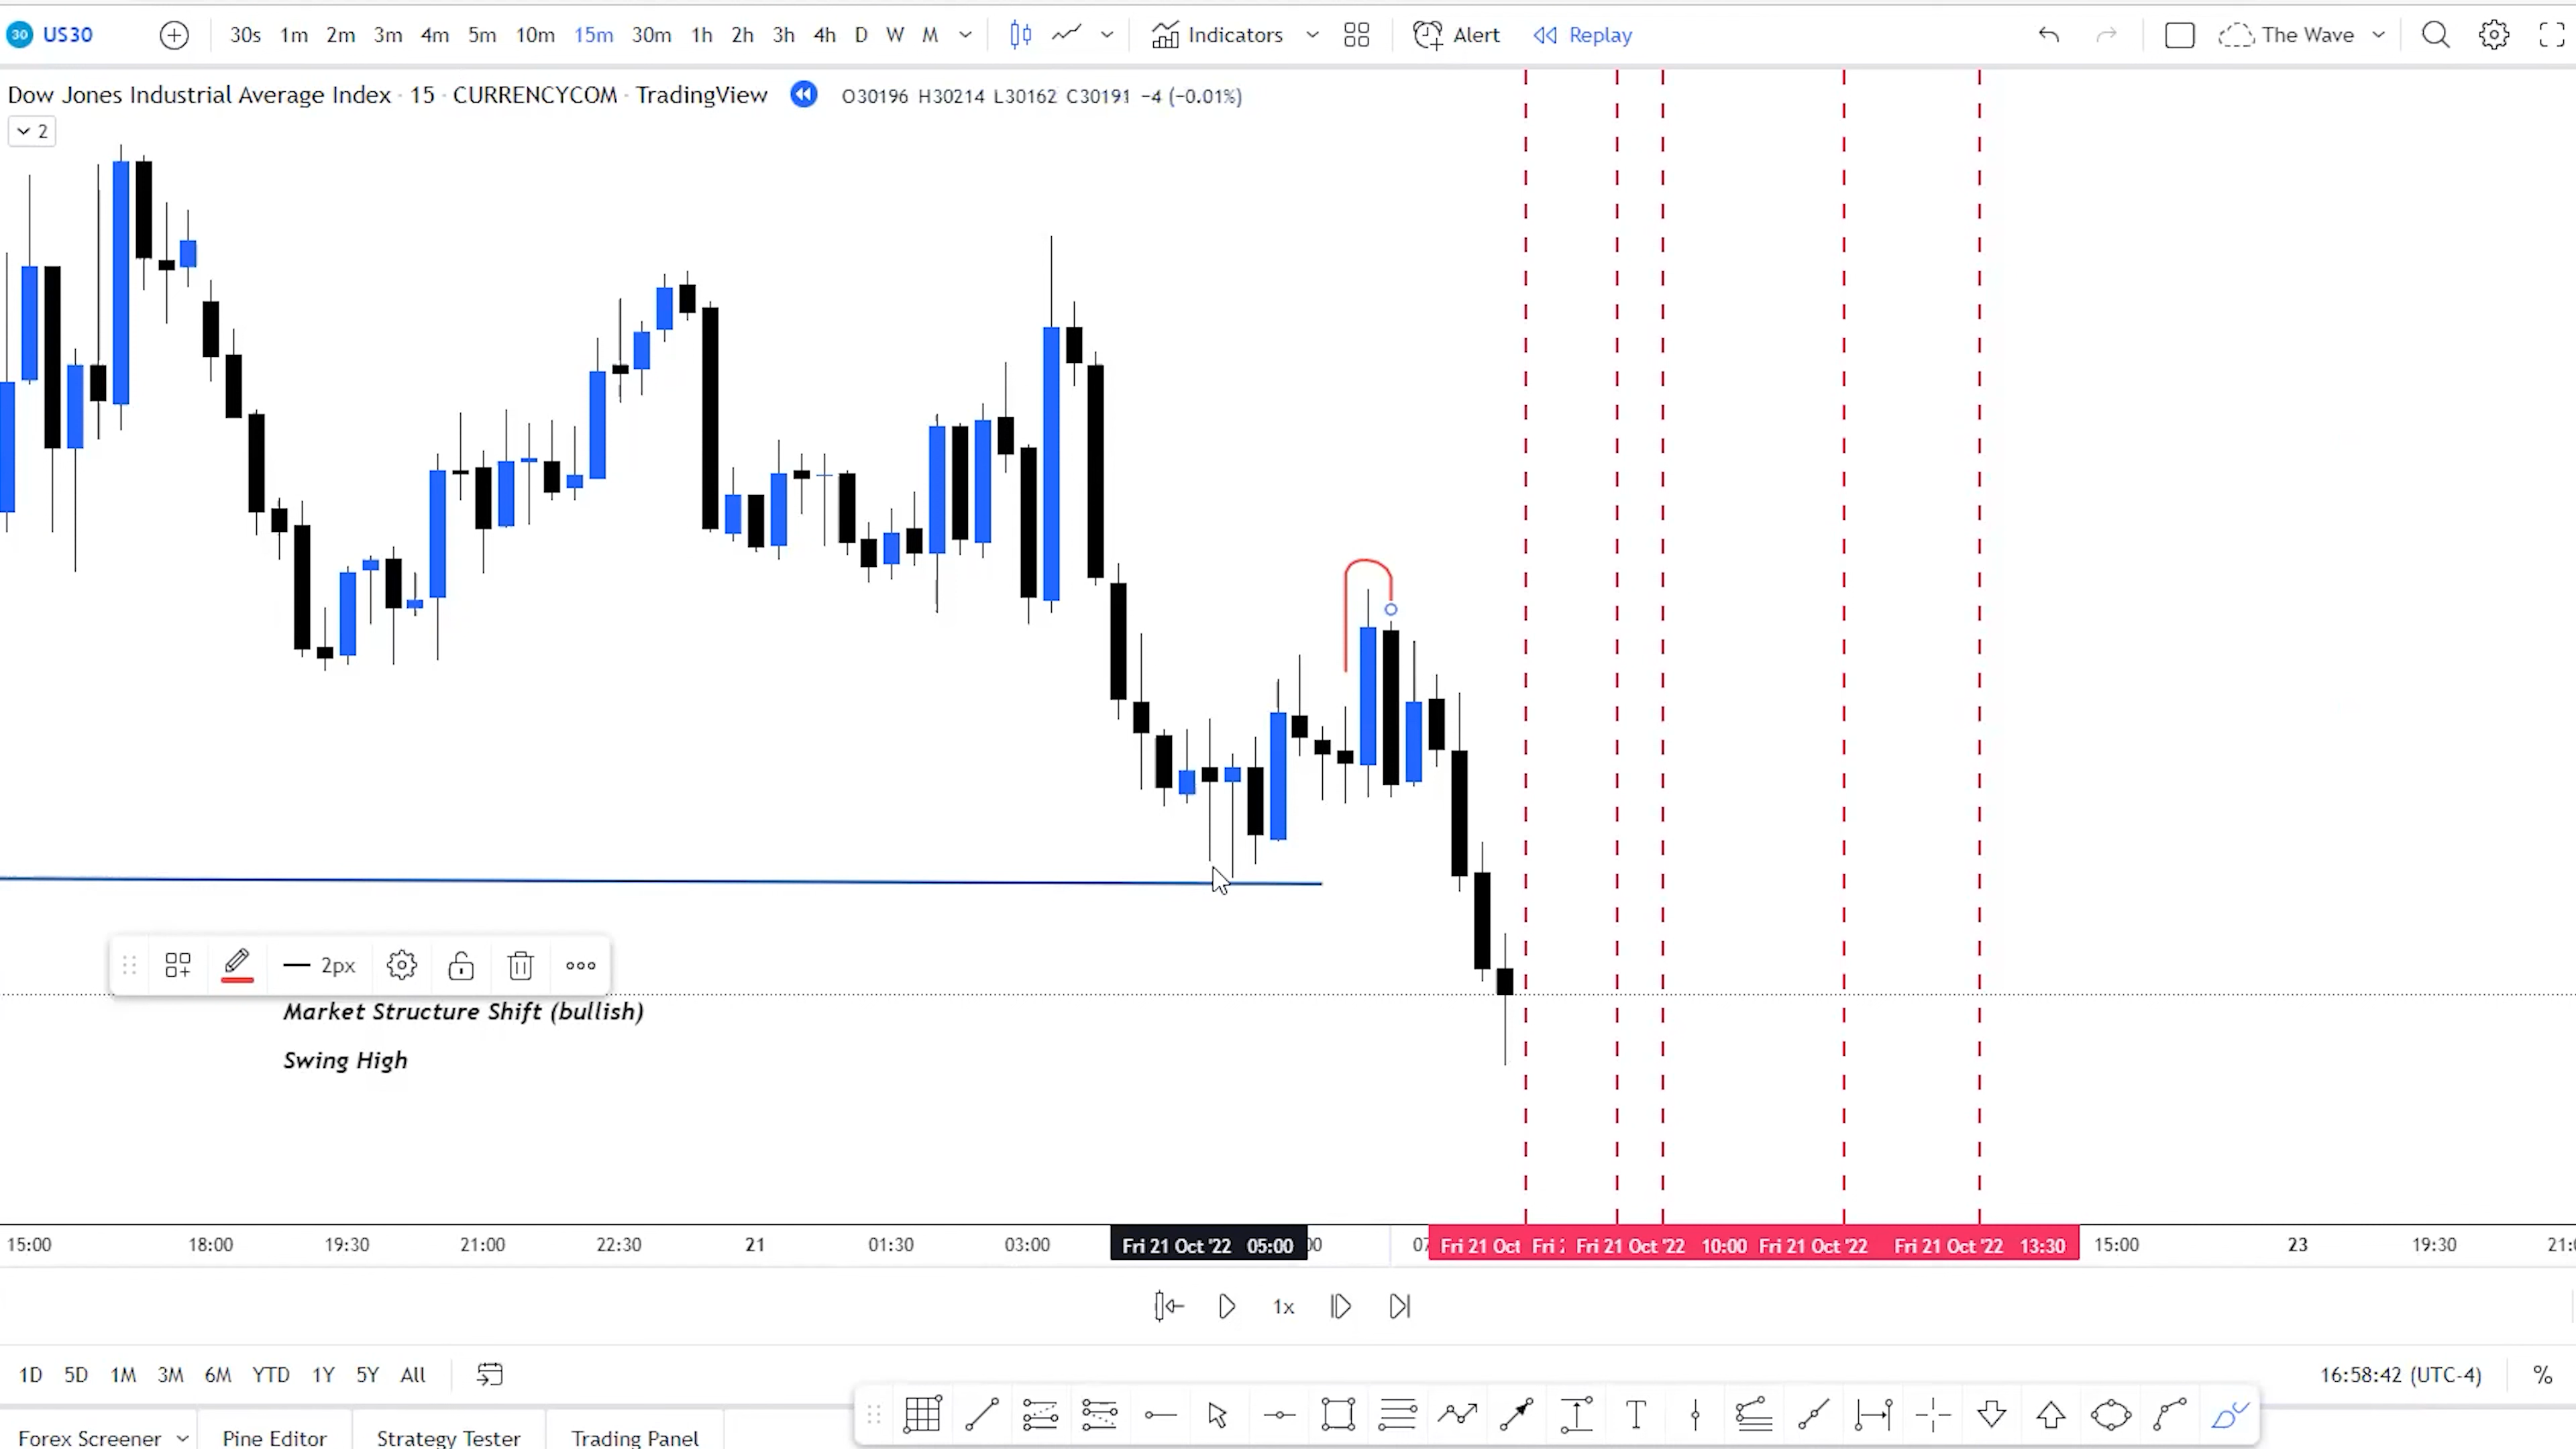 30 US30 30s 1m 2m 3m 4m 5m 10m 15m 30m 1h 2h 3h 4h D W M Indicators Alert Replay The Wave
Dow Jones Industrial Average Index · 15 · CURRENCYCOM · TradingView O30196 H30214 L30162 C30191 −4 (−0.01%)
2
2px
Market Structure Shift (bullish)
Swing High
15:00 18:00 19:30 21:00 22:30 21 01:30 03:00 Fri 21 Oct '22 05:00 Fri 21 Oct Fri Fri 21 Oct '22 10:00 Fri 21 Oct '22 Fri 21 Oct '22 13:30 15:00 23 19:30
1x
1D 5D 1M 3M 6M YTD 1Y 5Y All 16:58:42 (UTC-4) %
Forex Screener Pine Editor Strategy Tester Trading Panel